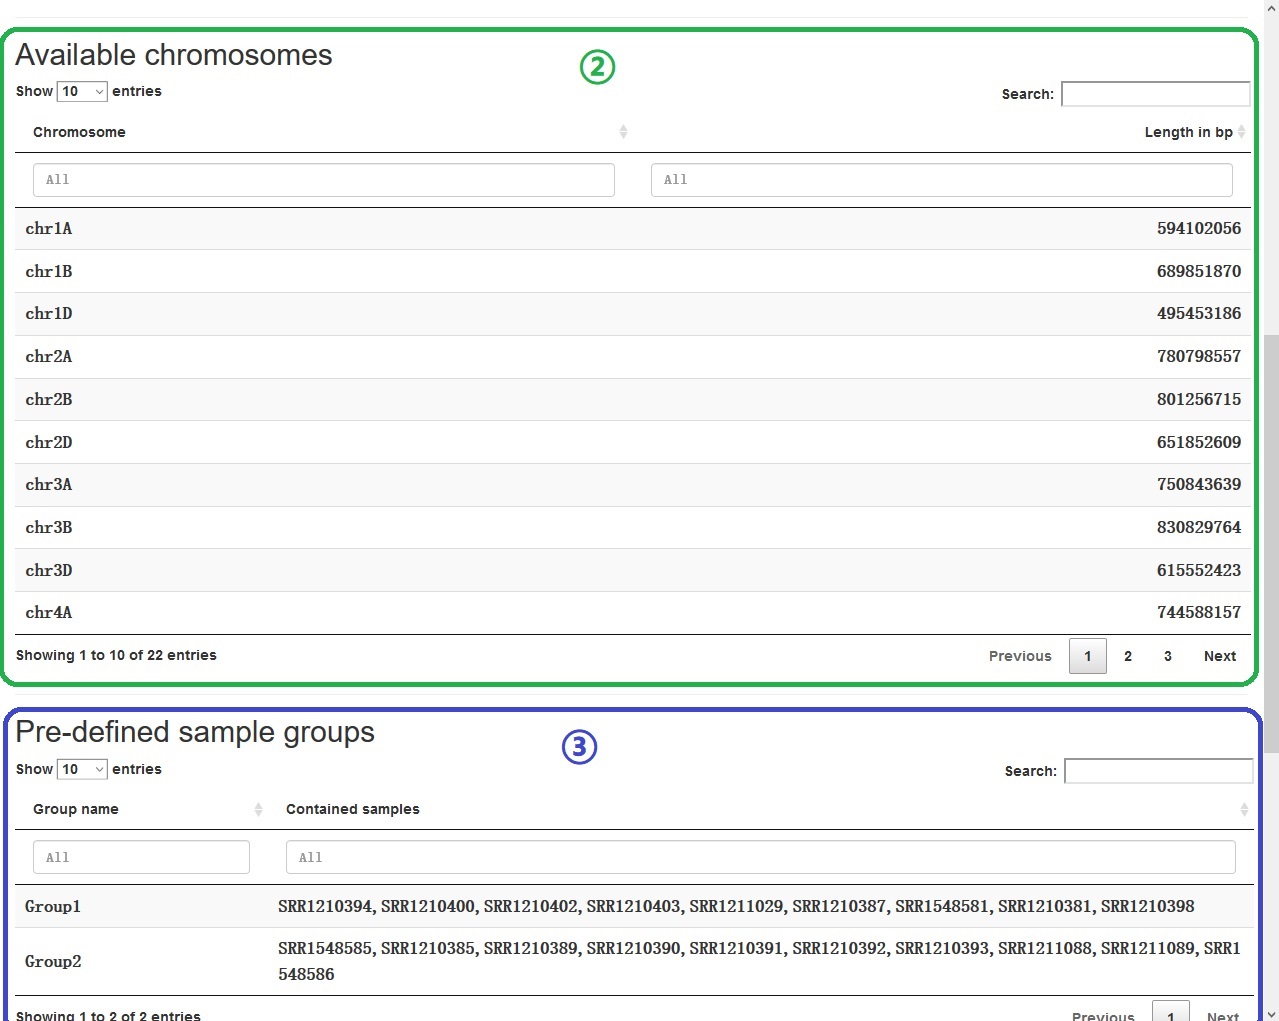 Available chromosomes
②
Show 10 entries
Search:
Chromosome Length in bp
All All
chr1A 594102056
chr1B 689851870
chr1D 495453186
chr2A 780798557
chr2B 801256715
chr2D 651852609
chr3A 750843639
chr3B 830829764
chr3D 615552423
chr4A 744588157
Showing 1 to 10 of 22 entries Previous 1 2 3 Next
Pre-defined sample groups
③
Show 10 entries
Search:
Group name Contained samples
All All
Group1 SRR1210394, SRR1210400, SRR1210402, SRR1210403, SRR1211029, SRR1210387, SRR1548581, SRR1210381, SRR1210398
Group2 SRR1548585, SRR1210385, SRR1210389, SRR1210390, SRR1210391, SRR1210392, SRR1210393, SRR1211088, SRR1211089, SRR1
548586
Showing 1 to 2 of 2 entries Previous 1 Next